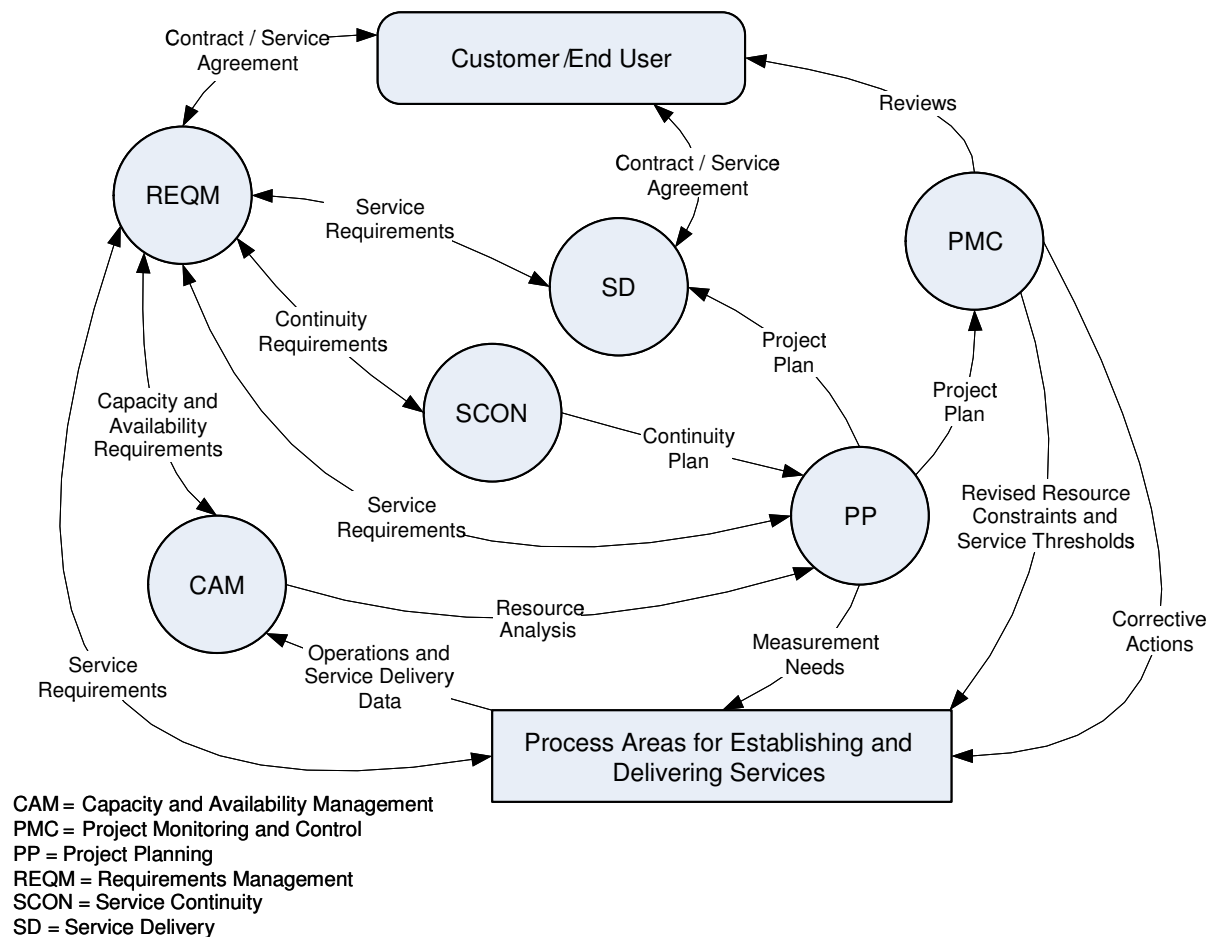 Contract / Service
Agreement
Customer/End User
Reviews
Contract / Service
Agreement
REQM
Service
Requirements
PMC
SD
Continuity
Requirements
Project
Plan
Project
Plan
Capacity and
Availability
Requirements
SCON
Continuity
Plan
Revised Resource
Constraints and
Service Thresholds
Service
Requirements
PP
CAM
Resource
Analysis
Corrective
Actions
Measurement
Needs
Operations and
Service Delivery
Data
Service
Requirements
Process Areas for Establishing and
Delivering Services
CAM = Capacity and Availability Management
PMC = Project Monitoring and Control
PP = Project Planning
REQM = Requirements Management
SCON = Service Continuity
SD = Service Delivery